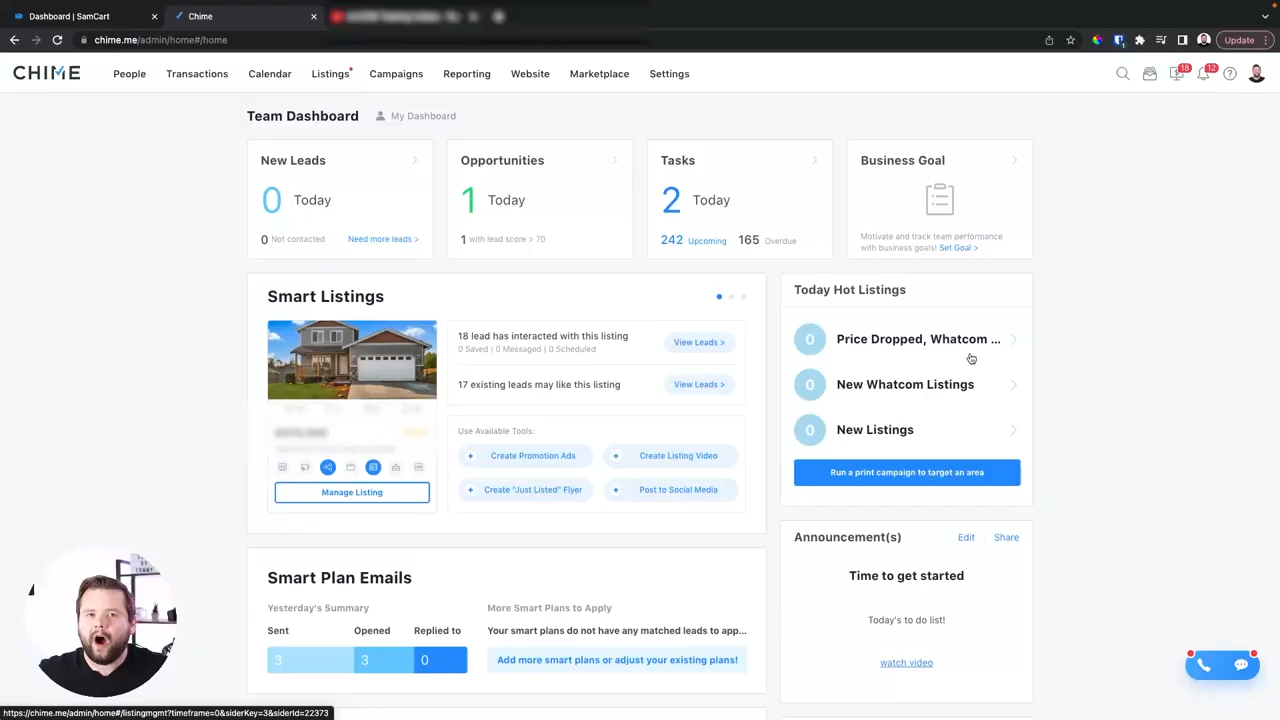 Dashboard | SamCart
Chime
chime.me/admin/home#/home
Update
CHIME
People
Transactions
Calendar
Listings
Campaigns
Reporting
Website
Marketplace
Settings
18
12
Team Dashboard
My Dashboard
New Leads
0 Today
0 Not contacted
Need more leads >
Opportunities
1 Today
1 with lead score > 70
Tasks
2 Today
242 Upcoming
165 Overdue
Business Goal
Motivate and track team performance
with business goals! Set Goal >
Smart Listings
18 lead has interacted with this listing
0 Saved | 0 Messaged | 0 Scheduled
View Leads >
17 existing leads may like this listing
View Leads >
Use Available Tools:
+ Create Promotion Ads
+ Create Listing Video
+ Create "Just Listed" Flyer
+ Post to Social Media
Manage Listing
Today Hot Listings
0 Price Dropped, Whatcom ...
0 New Whatcom Listings
0 New Listings
Run a print campaign to target an area
Announcement(s)
Edit
Share
Time to get started
Today's to do list!
watch video
Smart Plan Emails
Yesterday's Summary
Sent
Opened
Replied to
3
3
0
More Smart Plans to Apply
Your smart plans do not have any matched leads to app...
Add more smart plans or adjust your existing plans!
https://chime.me/admin/home#/listingmgmt?timeframe=0&siderKey=3&siderId=22373